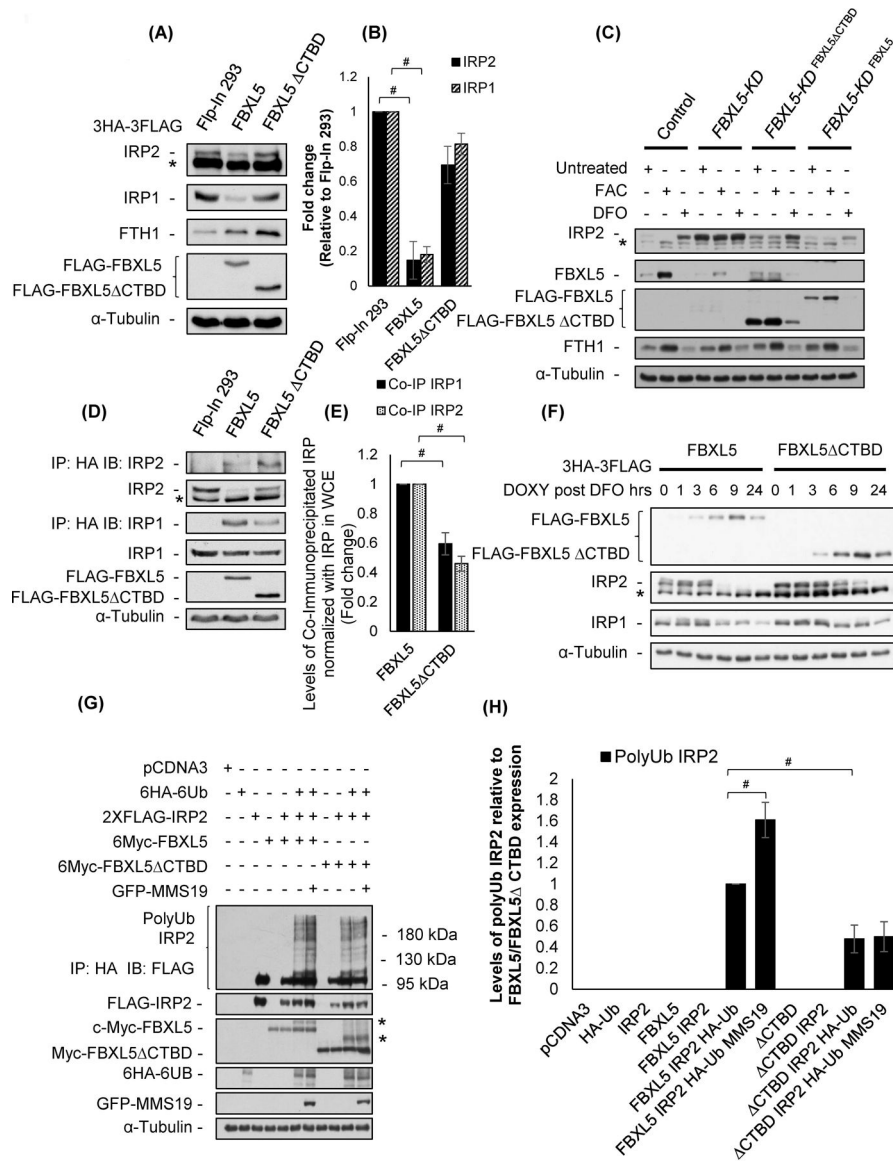 (A)
Flp-In 293
FBXL5
FBXL5 ΔCTBD
3HA-3FLAG
IRP2 -
*
IRP1 -
FTH1 -
FLAG-FBXL5
FLAG-FBXL5ΔCTBD
α-Tubulin -
(B)
IRP2
IRP1
#
#
1.2
1
0.8
0.6
0.4
0.2
0
Fold change
(Relative to Flp-In 293)
Flp-In 293
FBXL5
FBXL5ΔCTBD
(C)
Control
FBXL5-KD
FBXL5-KD FBXL5ΔCTBD
FBXL5-KD FBXL5
Untreated + - - + - - + - - + - -
FAC - + - - + - - + - - + -
DFO - - + - - + - - + - - +
IRP2 -
*
FBXL5 -
FLAG-FBXL5
FLAG-FBXL5 ΔCTBD
FTH1 -
α-Tubulin -
(D)
Flp-In 293
FBXL5
FBXL5 ΔCTBD
IP: HA IB: IRP2 -
IRP2 -
*
IP: HA IB: IRP1 -
IRP1 -
FLAG-FBXL5
FLAG-FBXL5ΔCTBD
α-Tubulin -
(E)
Co-IP IRP1
Co-IP IRP2
#
#
1.2
1
0.8
0.6
0.4
0.2
0
Levels of Co-Immunoprecipitated IRP
normalized with IRP in WCE
(Fold change)
FBXL5
FBXL5ΔCTBD
(F)
FBXL5 FBXL5ΔCTBD
3HA-3FLAG
DOXY post DFO hrs 0 1 3 6 9 24 0 1 3 6 9 24
FLAG-FBXL5
FLAG-FBXL5 ΔCTBD
IRP2 -
* -
IRP1 -
α-Tubulin -
(G)
pCDNA3 + - - - - - - - - - -
6HA-6Ub - + - - - + + - - + +
2XFLAG-IRP2 - - + - + + + - + + +
6Myc-FBXL5 - - - + + + + - - - -
6Myc-FBXL5ΔCTBD - - - - - - - + + + +
GFP-MMS19 - - - - - - + - - - +
PolyUb
IRP2
IP: HA IB: FLAG
- 180 kDa
- 130 kDa
- 95 kDa
FLAG-IRP2 -
c-Myc-FBXL5 -
*
*
Myc-FBXL5ΔCTBD -
6HA-6UB -
GFP-MMS19 -
α-Tubulin -
(H)
PolyUb IRP2
#
#
2
1.8
1.6
1.4
1.2
1
0.8
0.6
0.4
0.2
0
Levels of polyUb IRP2 relative to
FBXL5/FBXL5Δ CTBD expression
pCDNA3
HA-Ub
IRP2
FBXL5
FBXL5 IRP2
FBXL5 IRP2 HA-Ub
FBXL5 IRP2 HA-Ub MMS19
ΔCTBD
ΔCTBD IRP2
ΔCTBD IRP2 HA-Ub
ΔCTBD IRP2 HA-Ub MMS19